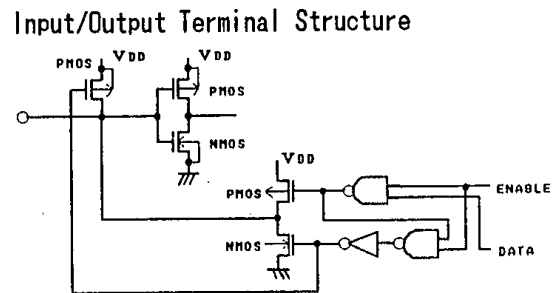 Input/Output Terminal Structure
PMOS VDD VDD
PMOS
NMOS
VDD
PMOS
ENABLE
NMOS
DATA